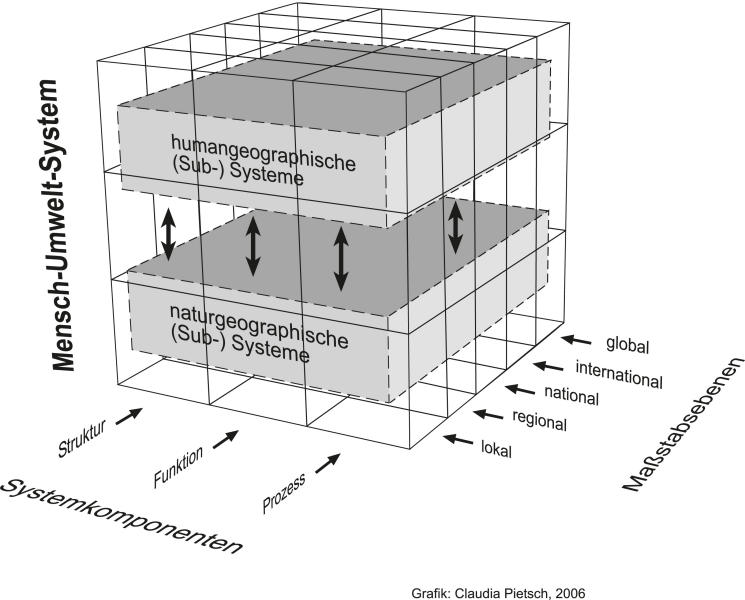 Mensch-Umwelt-System
humangeographische
(Sub-) Systeme
naturgeographische
(Sub-) Systeme
global
international
national
regional
lokal
Maßstabsebenen
Struktur
Funktion
Prozess
Systemkomponenten
Grafik: Claudia Pietsch, 2006